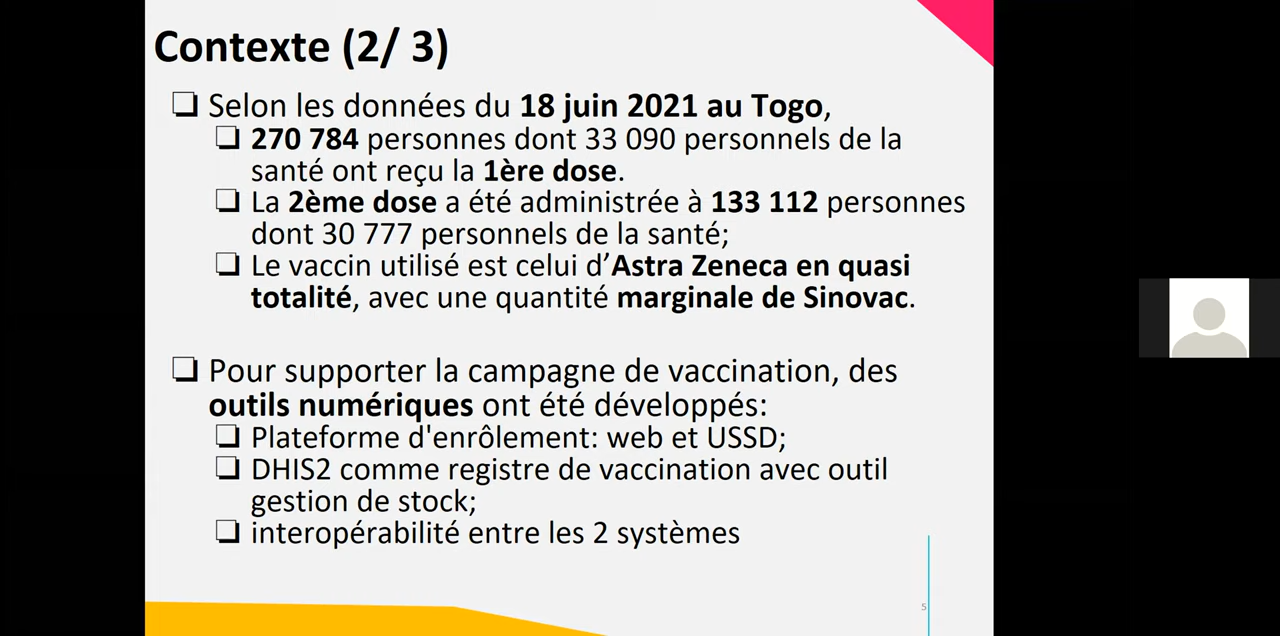 Contexte (2/ 3)
❑ Selon les données du 18 juin 2021 au Togo,
❑ 270 784 personnes dont 33 090 personnels de la
santé ont reçu la 1ère dose.
❑ La 2ème dose a été administrée à 133 112 personnes
dont 30 777 personnels de la santé;
❑ Le vaccin utilisé est celui d’Astra Zeneca en quasi
totalité, avec une quantité marginale de Sinovac.
❑ Pour supporter la campagne de vaccination, des
outils numériques ont été développés:
❑ Plateforme d'enrôlement: web et USSD;
❑ DHIS2 comme registre de vaccination avec outil
gestion de stock;
❑ interopérabilité entre les 2 systèmes
5